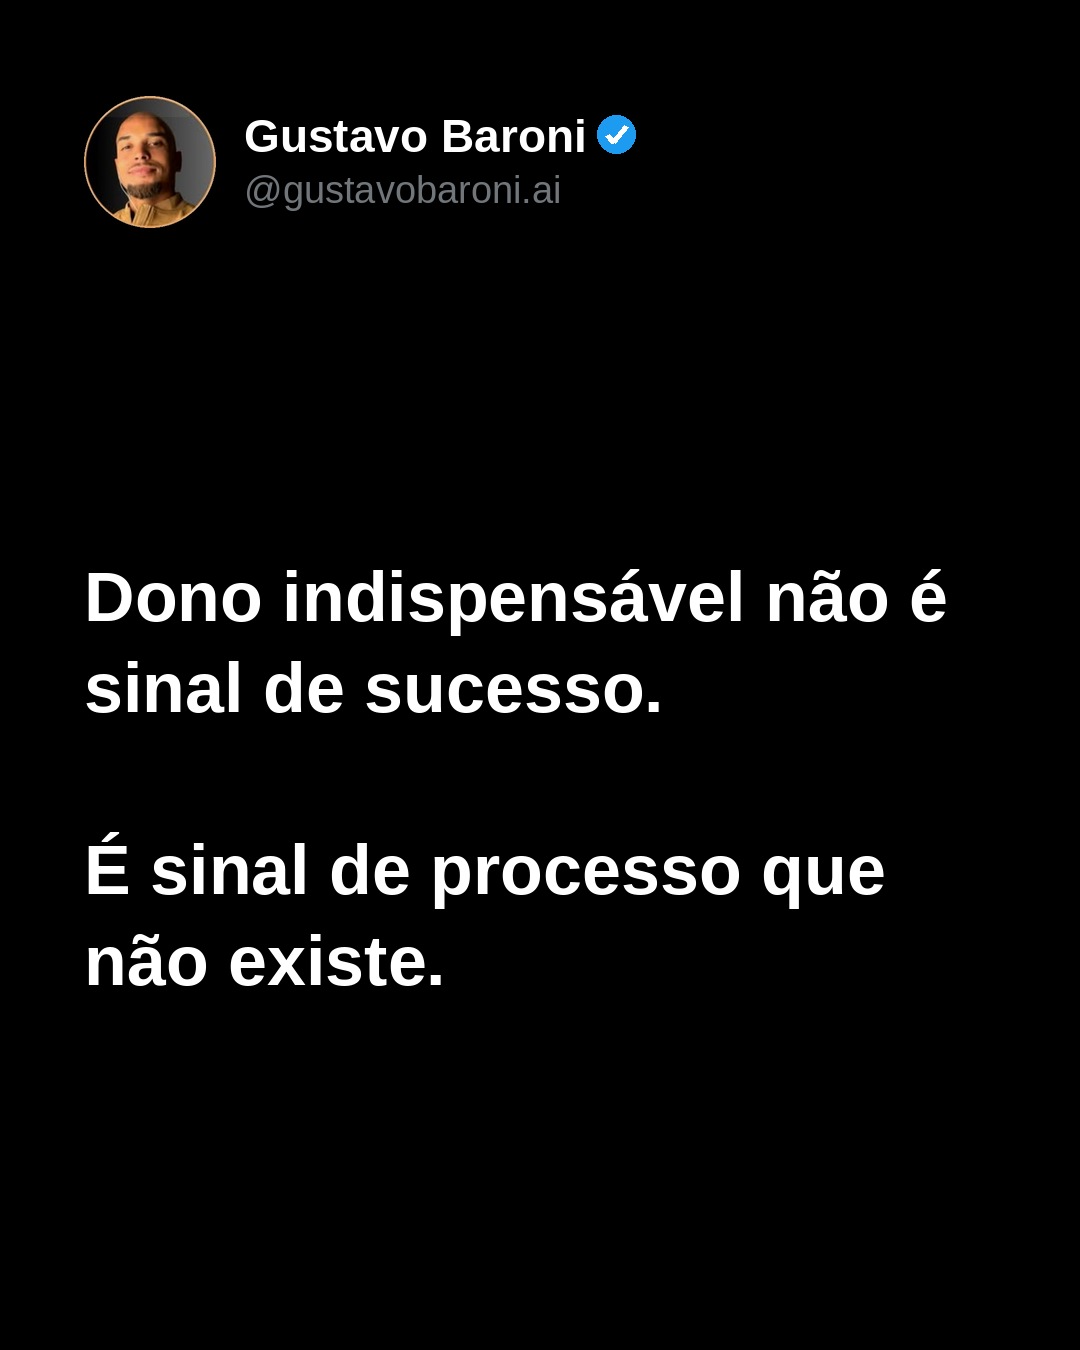 Gustavo Baroni
@gustavobaroni.ai
Dono indispensável não é
sinal de sucesso.
É sinal de processo que
não existe.